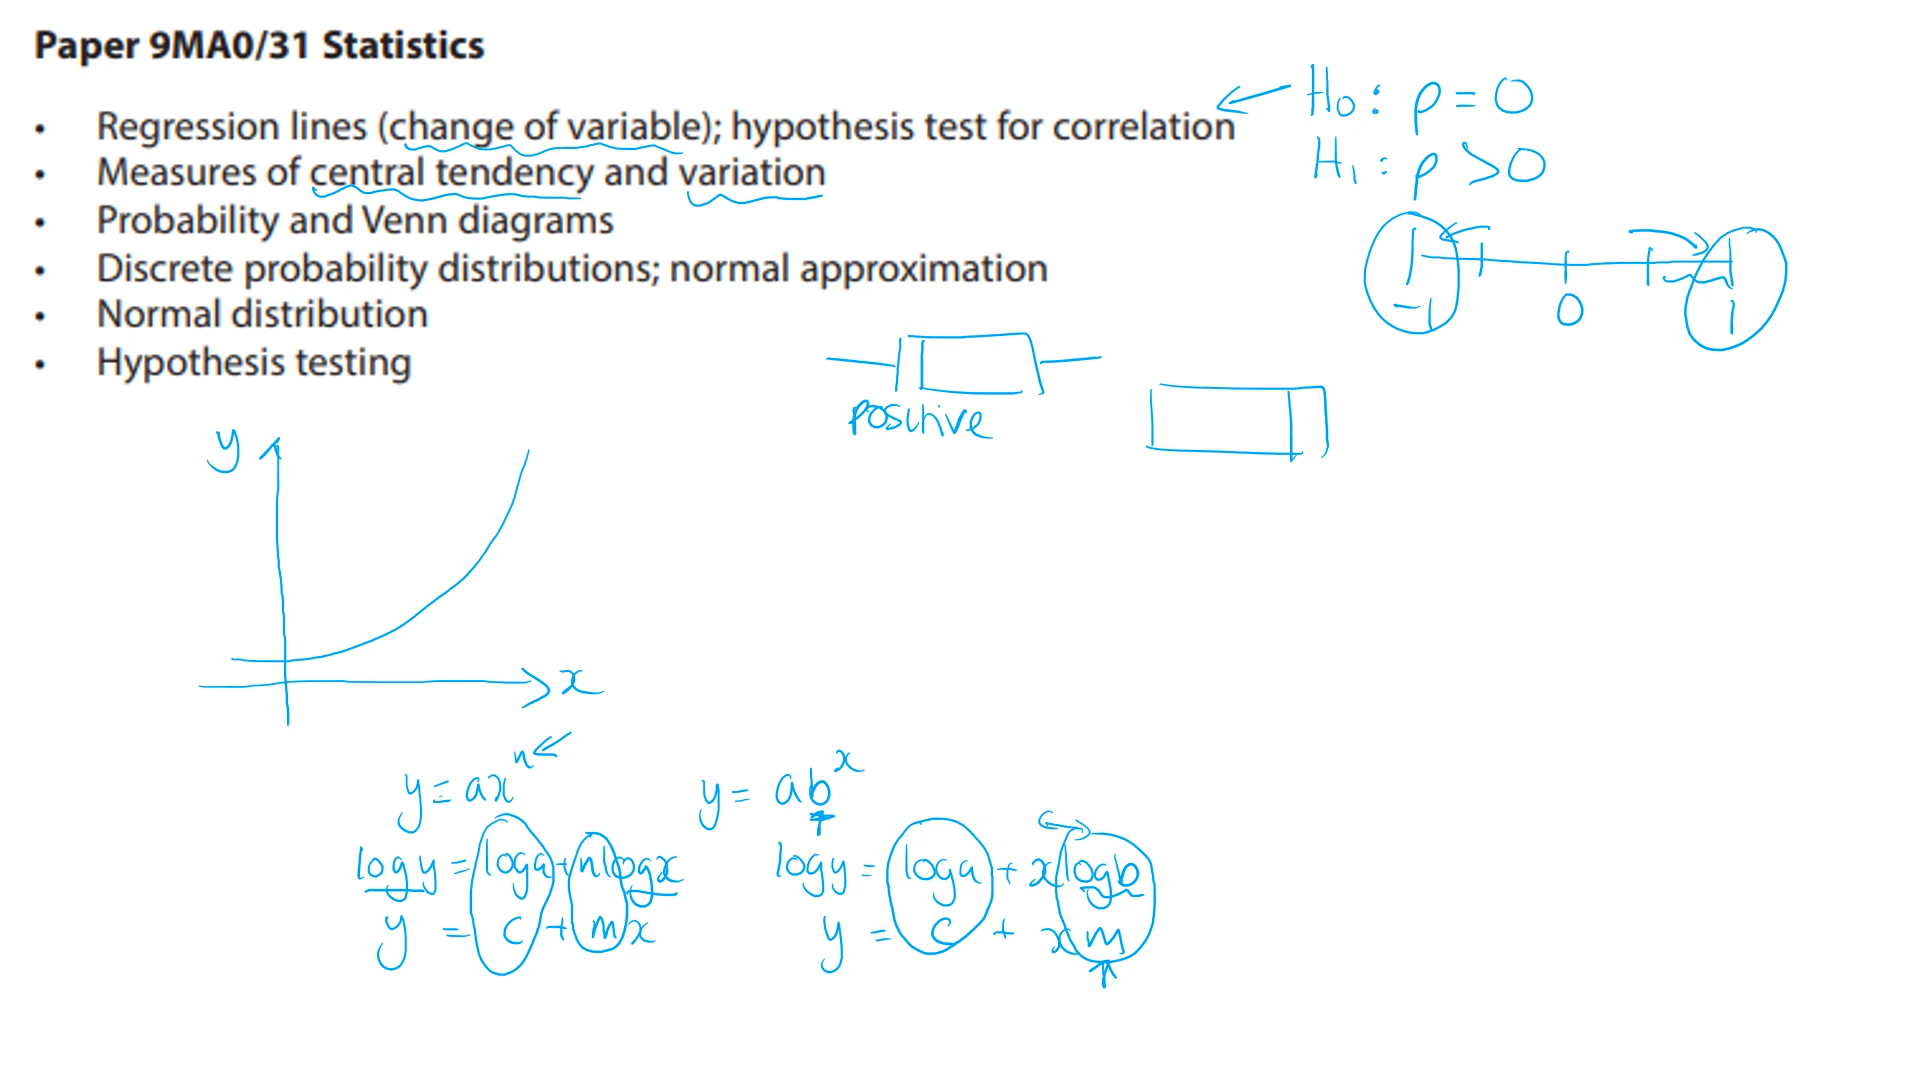 Paper 9MA0/31 Statistics
• Regression lines (change of variable); hypothesis test for correlation
• Measures of central tendency and variation
• Probability and Venn diagrams
• Discrete probability distributions; normal approximation
• Normal distribution
• Hypothesis testing
H₀: ρ = 0
H₁: ρ > 0
-1 0 1
positive
y
x
y = axⁿ
log y = log a + n log x
y = c + mx
y = abˣ
log y = log a + x log b
y = c + xm